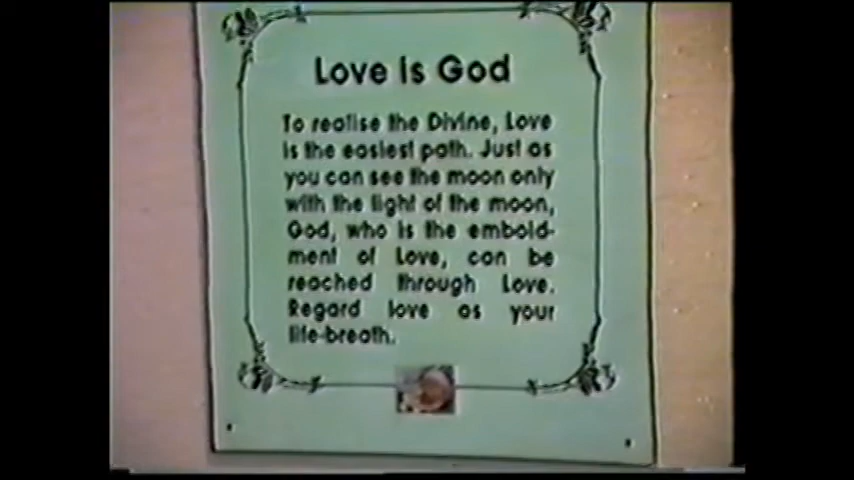 Love is God
To realise the Divine, Love
is the easiest path. Just as
you can see the moon only
with the light of the moon,
God, who is the embold-
ment of Love, can be
reached through Love.
Regard love as your
life-breath.